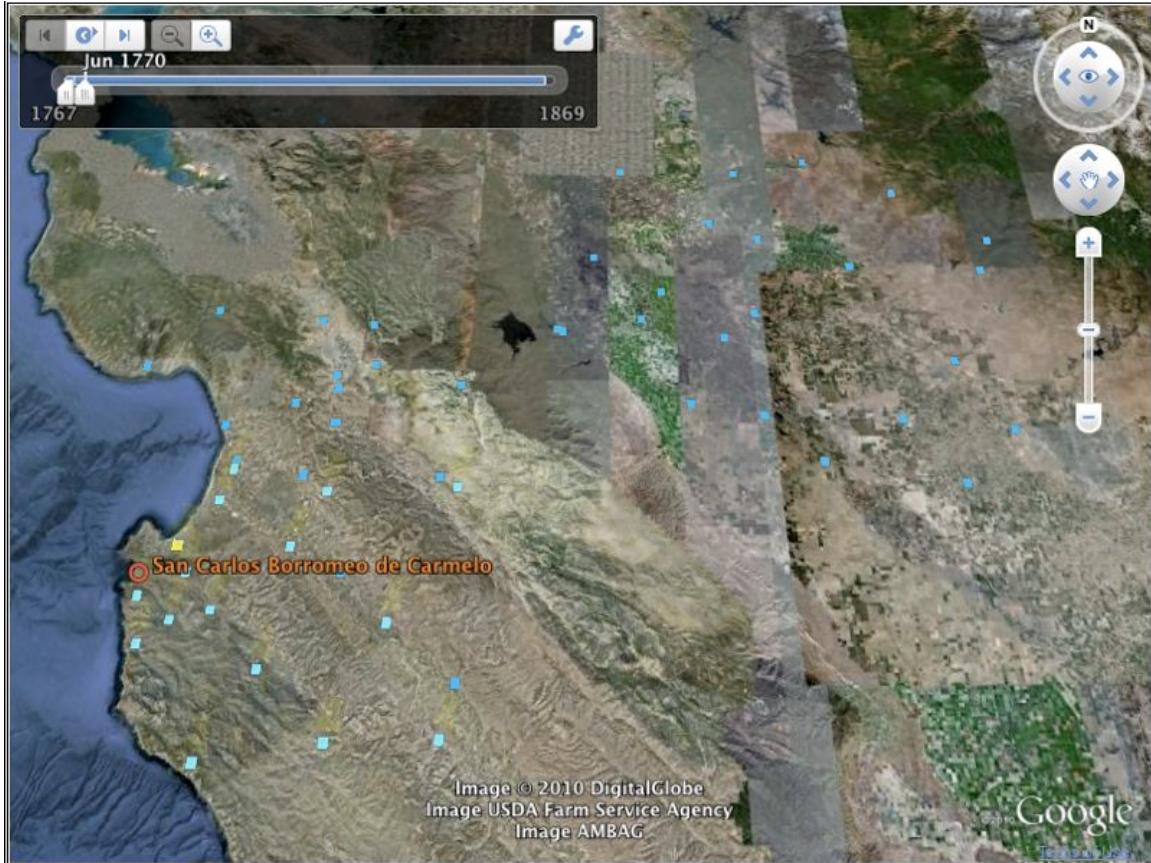 N
Jun 1770
1767 1869
San Carlos Borromeo de Carmelo
Image © 2010 DigitalGlobe
Image USDA Farm Service Agency
Image AMBAG
©2010 Google